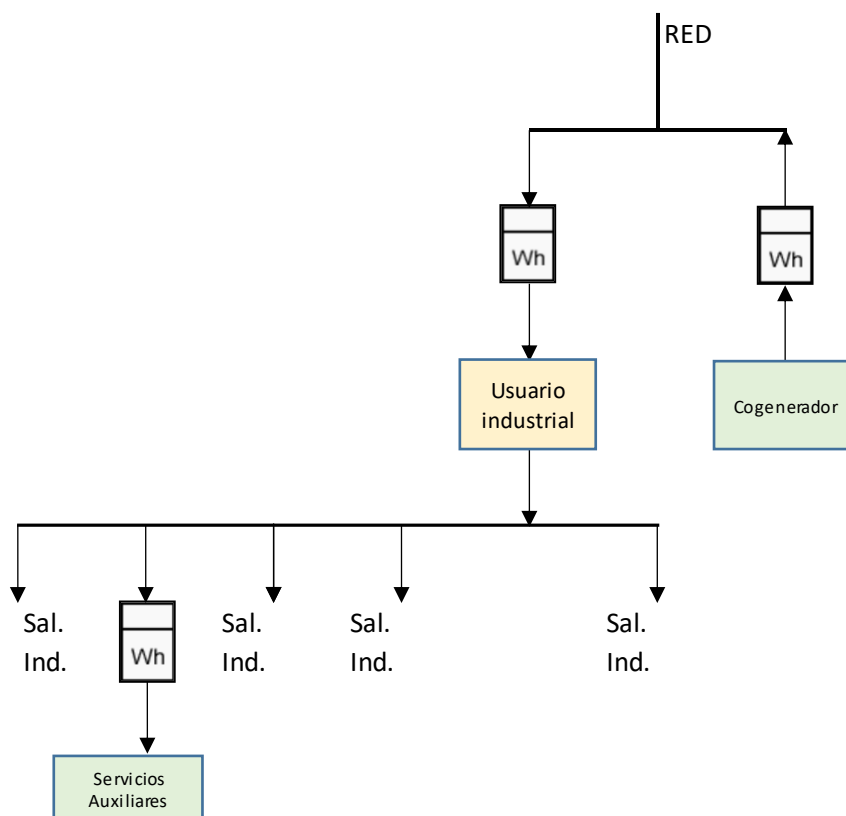 RED
Wh
Wh
Usuario
industrial
Cogenerador
Sal.
Ind.
Wh
Sal.
Ind.
Sal.
Ind.
Sal.
Ind.
Servicios
Auxiliares